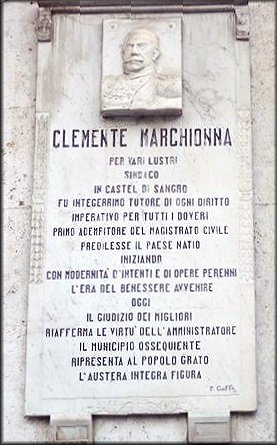 CLEMENTE MARCHIONNA
PER VARI LUSTRI
SINDACO
IN CASTEL DI SANGRO
FU INTEGERRIMO TUTORE DI OGNI DIRITTO
IMPERATIVO PER TUTTI I DOVERI
PRIMO ADEMPITORE DEL MAGISTRATO CIVILE
PREDILESSE IL PAESE NATIO
INIZIANDO
CON MODERNITÀ D'INTENTI E DI OPERE PERENNI
L'ERA DEL BENESSERE AVVENIRE
OGGI
IL GIUDIZIO DEI MIGLIORI
RIAFFERMA LE VIRTU' DELL'AMMINISTRATORE
IL MUNICIPIO OSSEQUIENTE
RIPRESENTA AL POPOLO GRATO
L'AUSTERA INTEGRA FIGURA